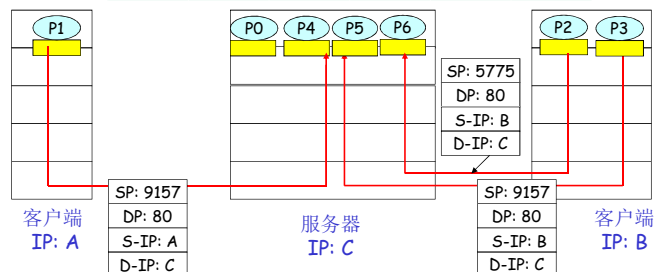 P1
P0
P4
P5
P6
P2
P3
SP: 5775
DP: 80
S-IP: B
D-IP: C
SP: 9157
DP: 80
S-IP: A
D-IP: C
SP: 9157
DP: 80
S-IP: B
D-IP: C
客户端
IP: A
服务器
IP: C
客户端
IP: B